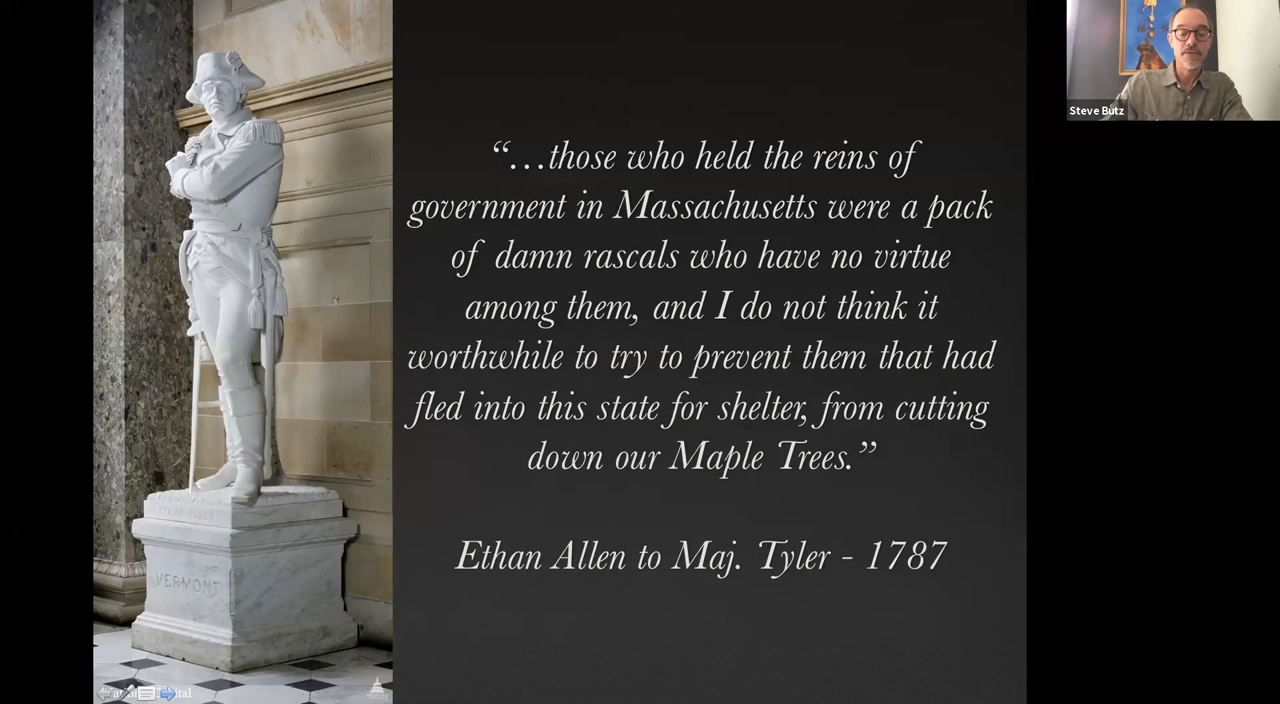 “…those who held the reins of
government in Massachusetts were a pack
of damn rascals who have no virtue
among them, and I do not think it
worthwhile to try to prevent them that had
fled into this state for shelter, from cutting
down our Maple Trees.”
Ethan Allen to Maj. Tyler - 1787
Steve Butz
ETHAN ALLEN
VERMONT